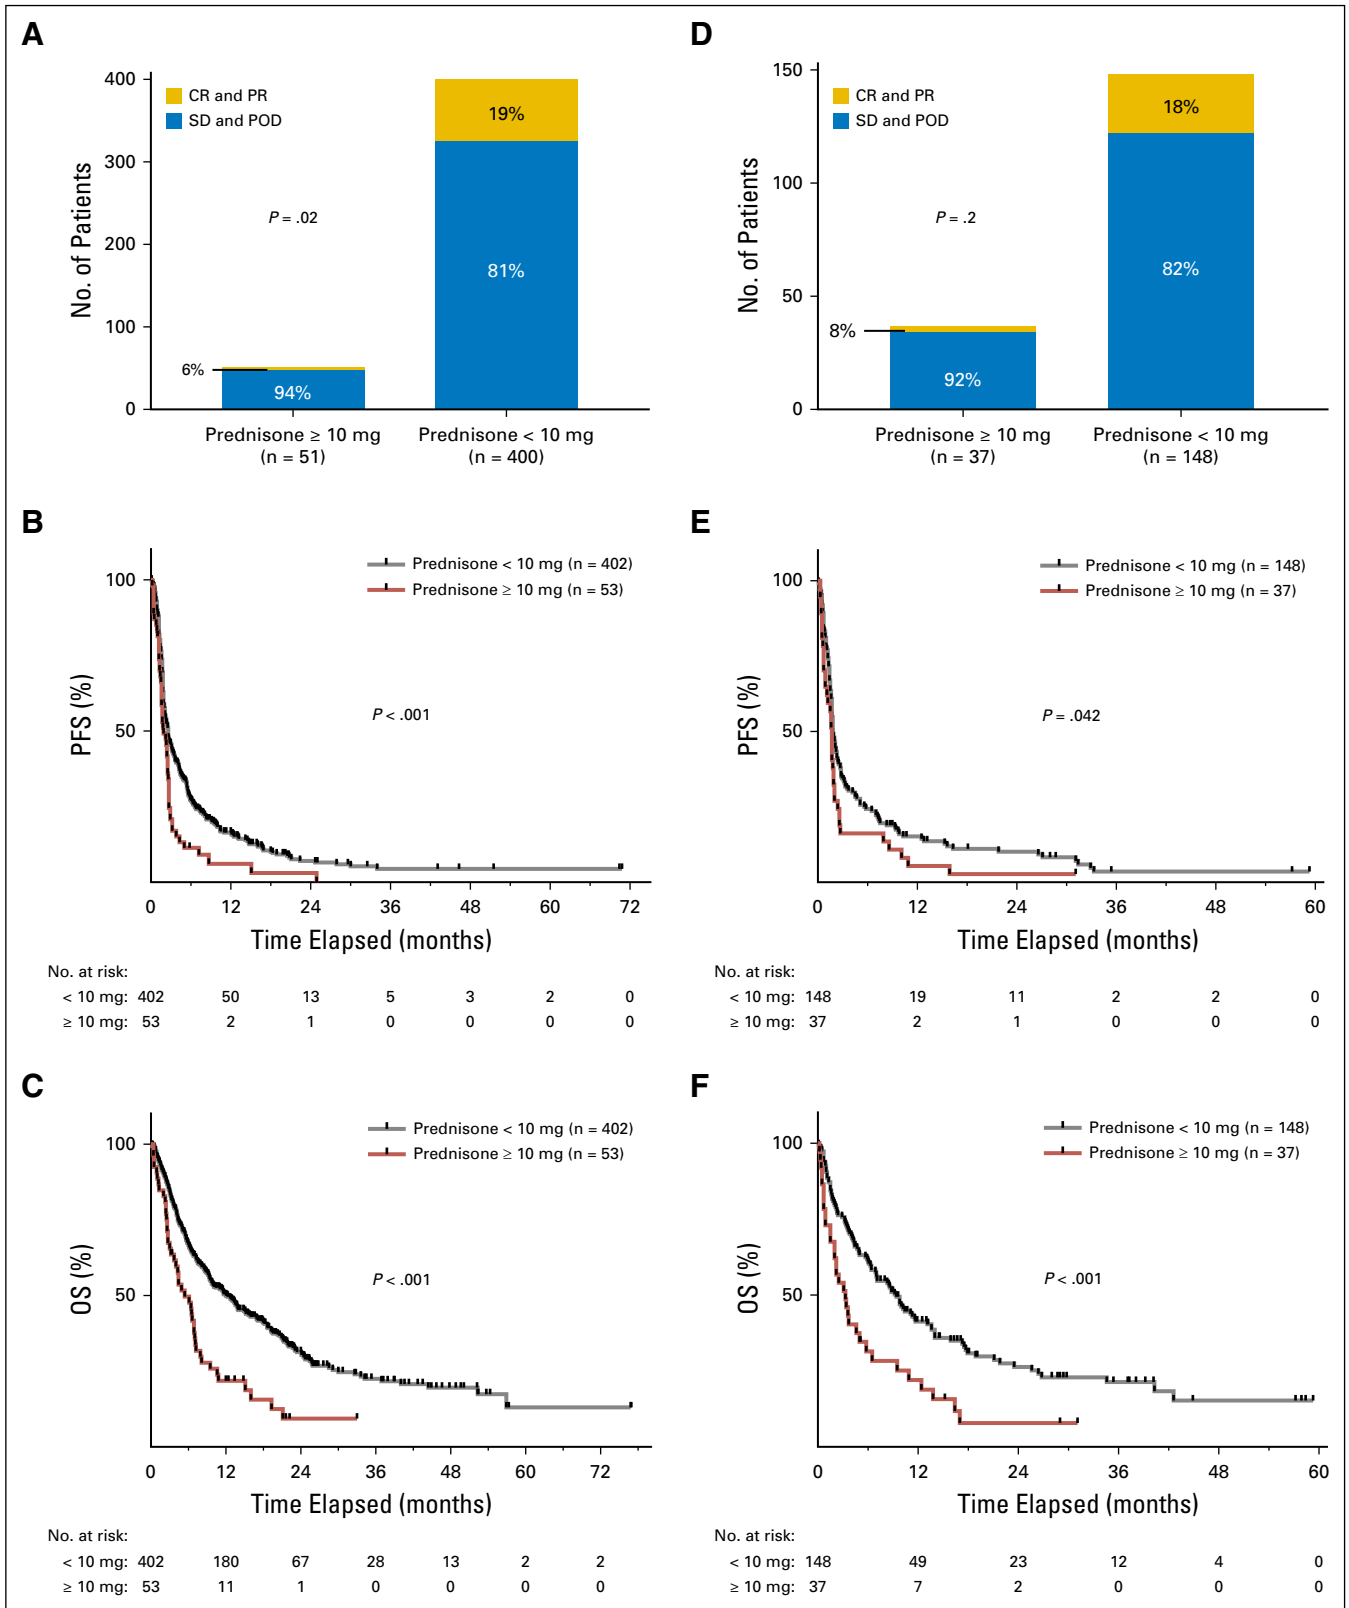 A
400
300
200
100
0
No. of Patients
CR and PR
SD and POD
P = .02
19%
81%
6%
94%
Prednisone ≥ 10 mg
(n = 51)
Prednisone < 10 mg
(n = 400)
D
150
100
50
0
No. of Patients
CR and PR
SD and POD
P = .2
18%
82%
8%
92%
Prednisone ≥ 10 mg
(n = 37)
Prednisone < 10 mg
(n = 148)
B
100
50
PFS (%)
Prednisone < 10 mg (n = 402)
Prednisone ≥ 10 mg (n = 53)
P < .001
0 12 24 36 48 60 72
Time Elapsed (months)
No. at risk:
< 10 mg: 402 50 13 5 3 2 0
≥ 10 mg: 53 2 1 0 0 0 0
E
100
50
PFS (%)
Prednisone < 10 mg (n = 148)
Prednisone ≥ 10 mg (n = 37)
P = .042
0 12 24 36 48 60
Time Elapsed (months)
No. at risk:
< 10 mg: 148 19 11 2 2 0
≥ 10 mg: 37 2 1 0 0 0
C
100
50
OS (%)
Prednisone < 10 mg (n = 402)
Prednisone ≥ 10 mg (n = 53)
P < .001
0 12 24 36 48 60 72
Time Elapsed (months)
No. at risk:
< 10 mg: 402 180 67 28 13 2 2
≥ 10 mg: 53 11 1 0 0 0 0
F
100
50
OS (%)
Prednisone < 10 mg (n = 148)
Prednisone ≥ 10 mg (n = 37)
P < .001
0 12 24 36 48 60
Time Elapsed (months)
No. at risk:
< 10 mg: 148 49 23 12 4 0
≥ 10 mg: 37 7 2 0 0 0